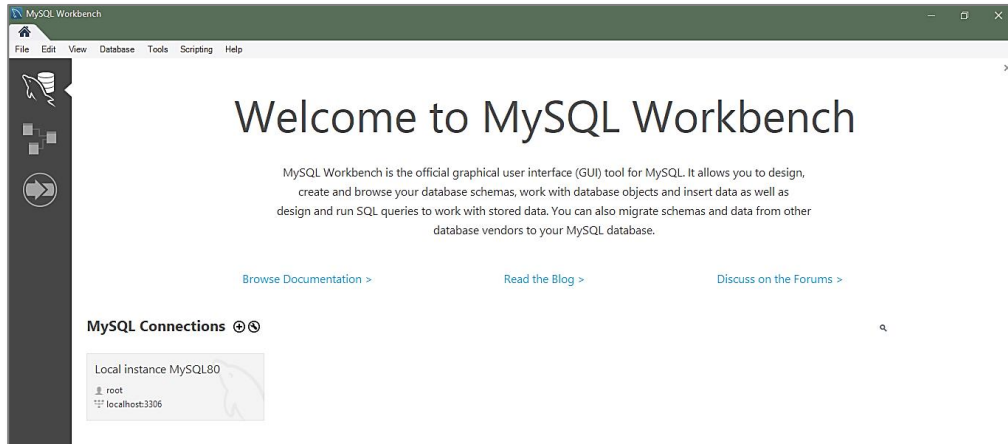 MySQL Workbench
File Edit View Database Tools Scripting Help
Welcome to MySQL Workbench
MySQL Workbench is the official graphical user interface (GUI) tool for MySQL. It allows you to design,
create and browse your database schemas, work with database objects and insert data as well as
design and run SQL queries to work with stored data. You can also migrate schemas and data from other
database vendors to your MySQL database.
Browse Documentation > Read the Blog > Discuss on the Forums >
MySQL Connections
Local instance MySQL80
root
localhost:3306